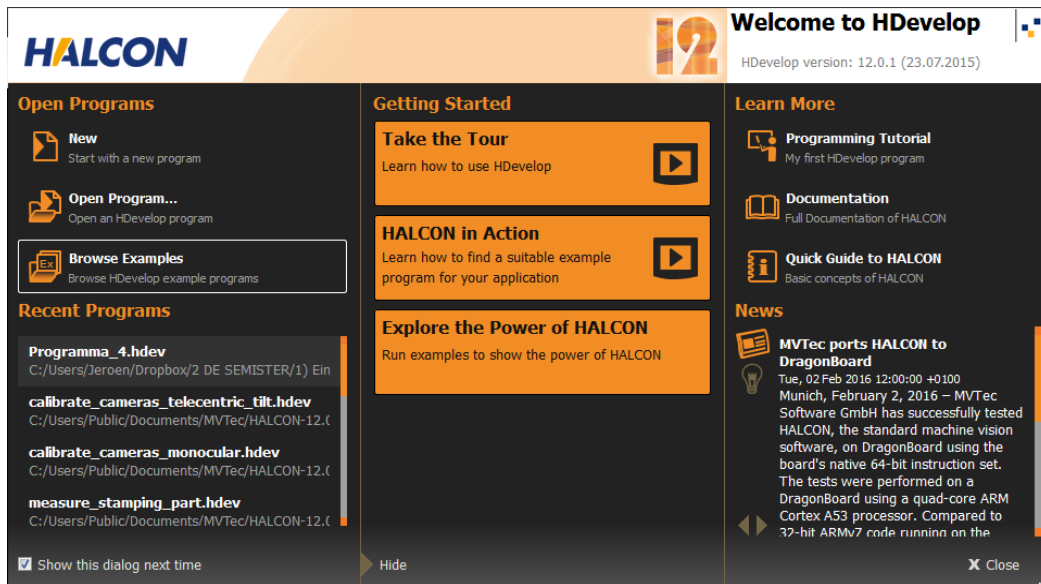 HALCON
12
Welcome to HDevelop
HDevelop version: 12.0.1 (23.07.2015)
Open Programs
New
Start with a new program
Open Program...
Open an HDevelop program
Ex
Browse Examples
Browse HDevelop example programs
Recent Programs
Programma_4.hdev
C:/Users/Jeroen/Dropbox/2 DE SEMISTER/1) Ein
calibrate_cameras_telecentric_tilt.hdev
C:/Users/Public/Documents/MVTec/HALCON-12.0
calibrate_cameras_monocular.hdev
C:/Users/Public/Documents/MVTec/HALCON-12.0
measure_stamping_part.hdev
C:/Users/Public/Documents/MVTec/HALCON-12.0
Show this dialog next time
Getting Started
Take the Tour
Learn how to use HDevelop
HALCON in Action
Learn how to find a suitable example
program for your application
Explore the Power of HALCON
Run examples to show the power of HALCON
Hide
Learn More
Programming Tutorial
My first HDevelop program
Documentation
Full Documentation of HALCON
Quick Guide to HALCON
Basic concepts of HALCON
News
MVTec ports HALCON to
DragonBoard
Tue, 02 Feb 2016 12:00:00 +0100
Munich, February 2, 2016 – MVTec
Software GmbH has successfully tested
HALCON, the standard machine vision
software, on DragonBoard using the
board's native 64-bit instruction set.
The tests were performed on a
DragonBoard using a quad-core ARM
Cortex A53 processor. Compared to
32-bit ARMv7 code running on the
X Close